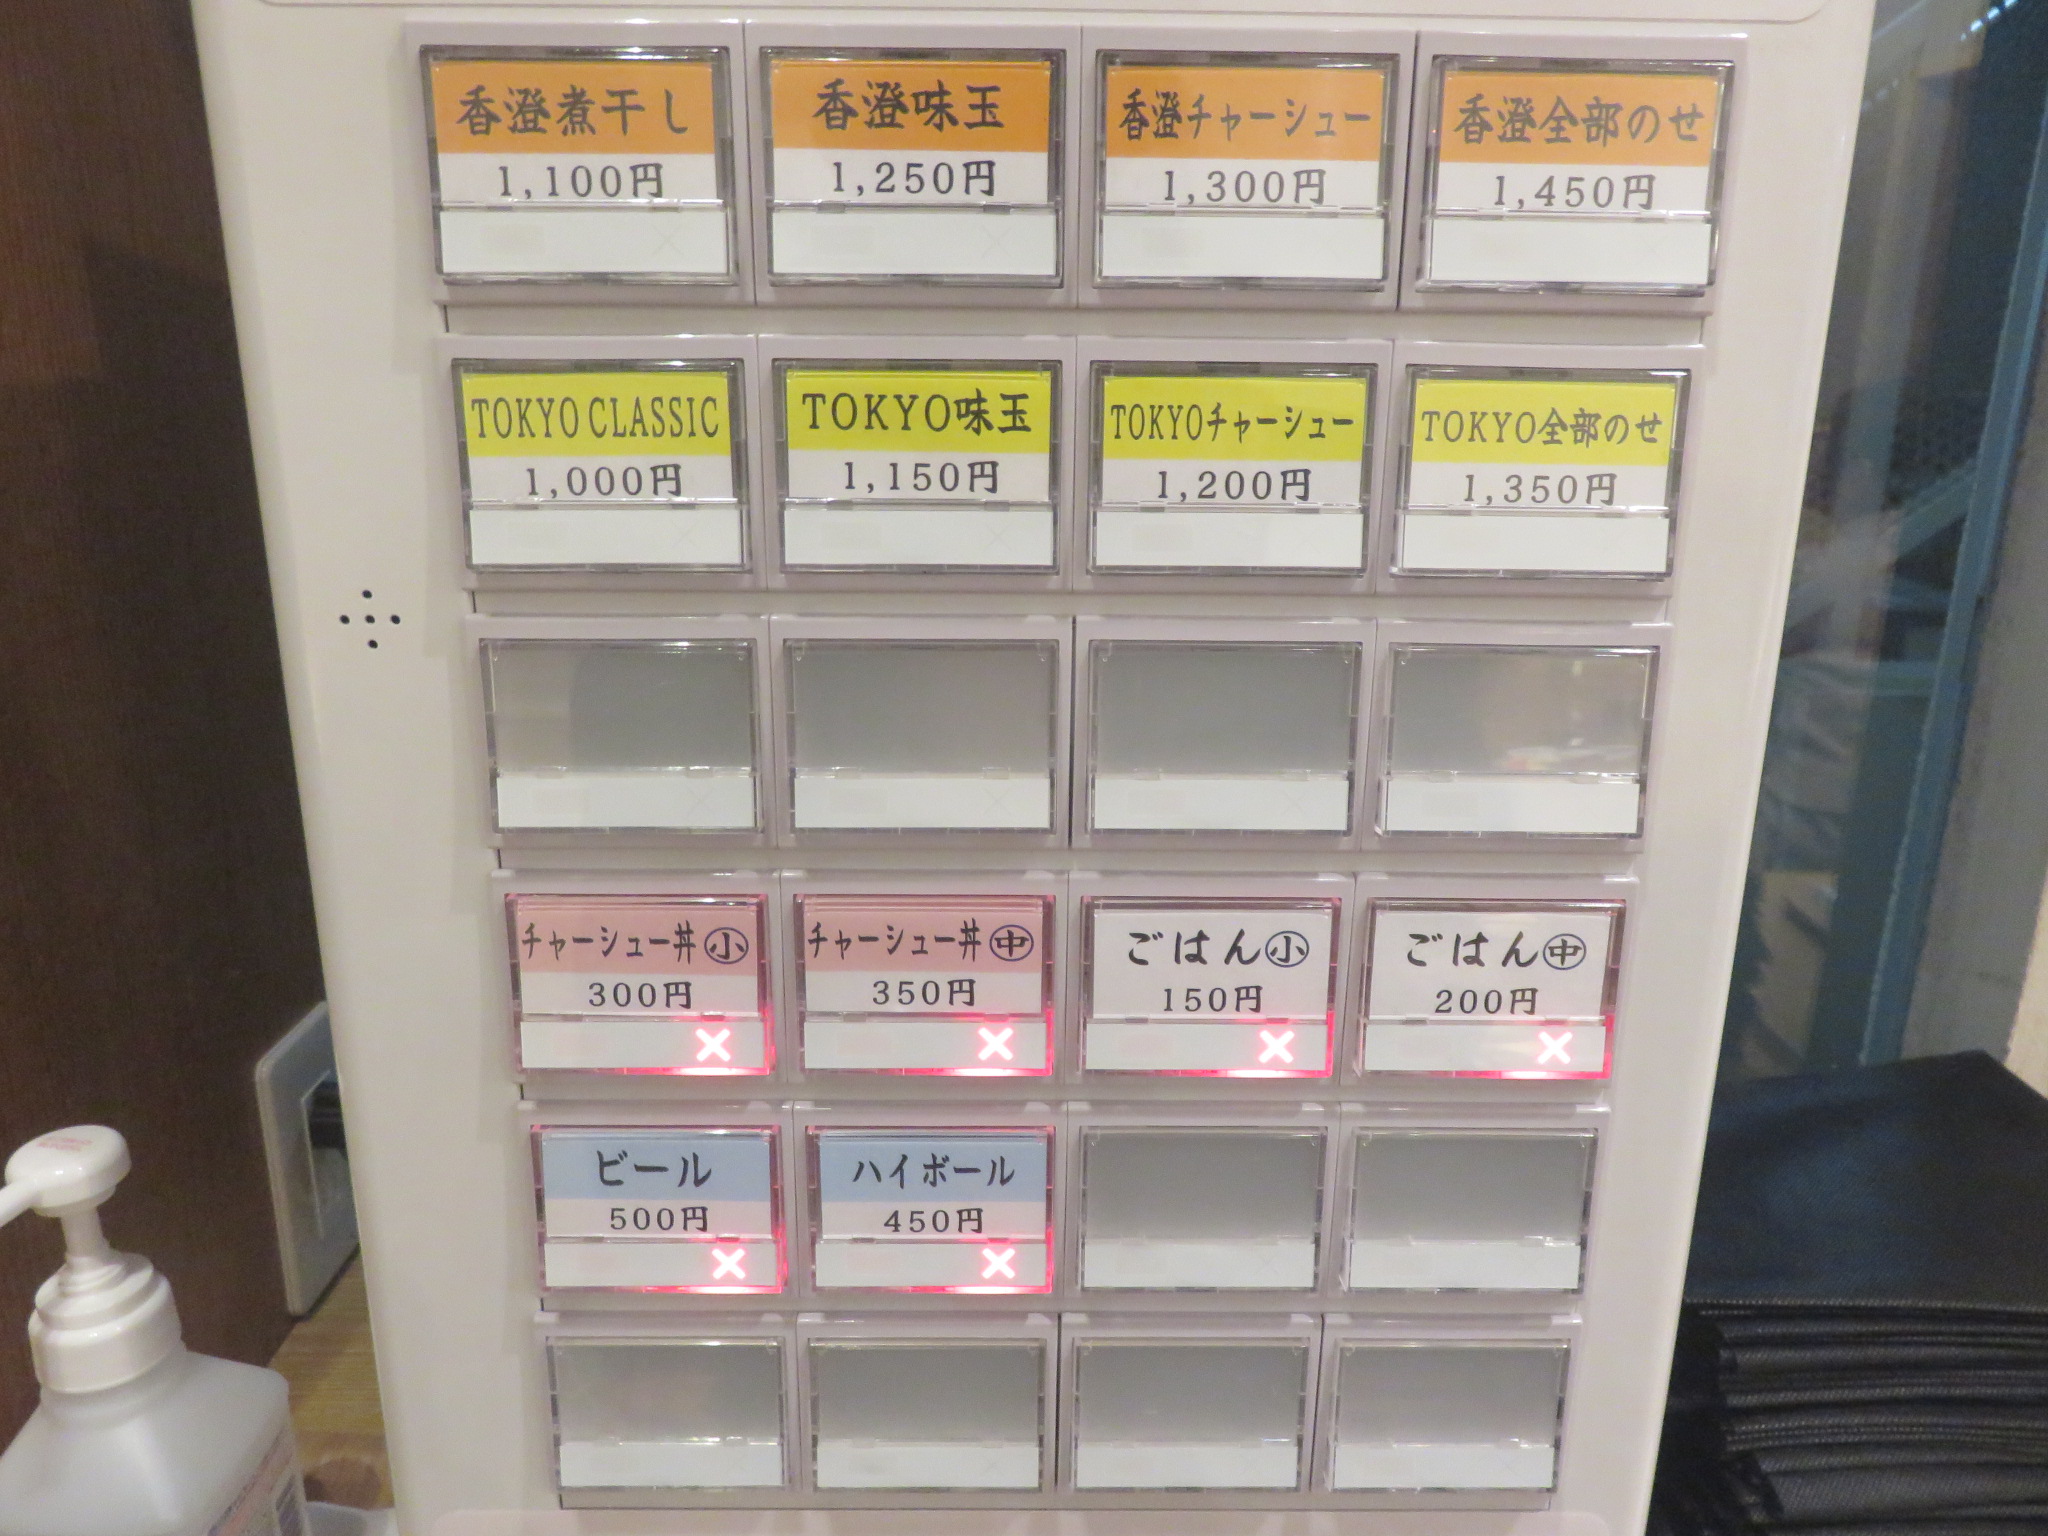 香澄煮干し
1,100円
香澄味玉
1,250円
香澄チャーシュー
1,300円
香澄全部のせ
1,450円
TOKYO CLASSIC
1,000円
TOKYO味玉
1,150円
TOKYOチャーシュー
1,200円
TOKYO全部のせ
1,350円
チャーシュー丼㊥小
300円
チャーシュー丼㊥
350円
ごはん小
150円
ごはん㊥
200円
ビール
500円
ハイボール
450円